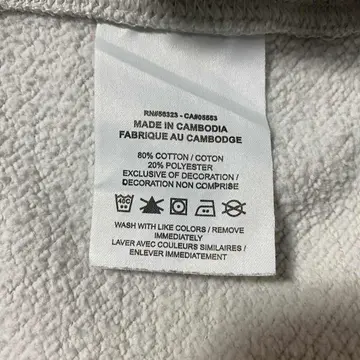 RN#56323 - CA#05553
MADE IN CAMBODIA
FABRIQUE AU CAMBODGE
80% COTTON / COTON
20% POLYESTER
EXCLUSIVE OF DECORATION /
DECORATION NON COMPRISE
40C
WASH WITH LIKE COLORS / REMOVE
IMMEDIATELY
LAVER AVEC COULEURS SIMILAIRES /
ENLEVER IMMEDIATEMENT